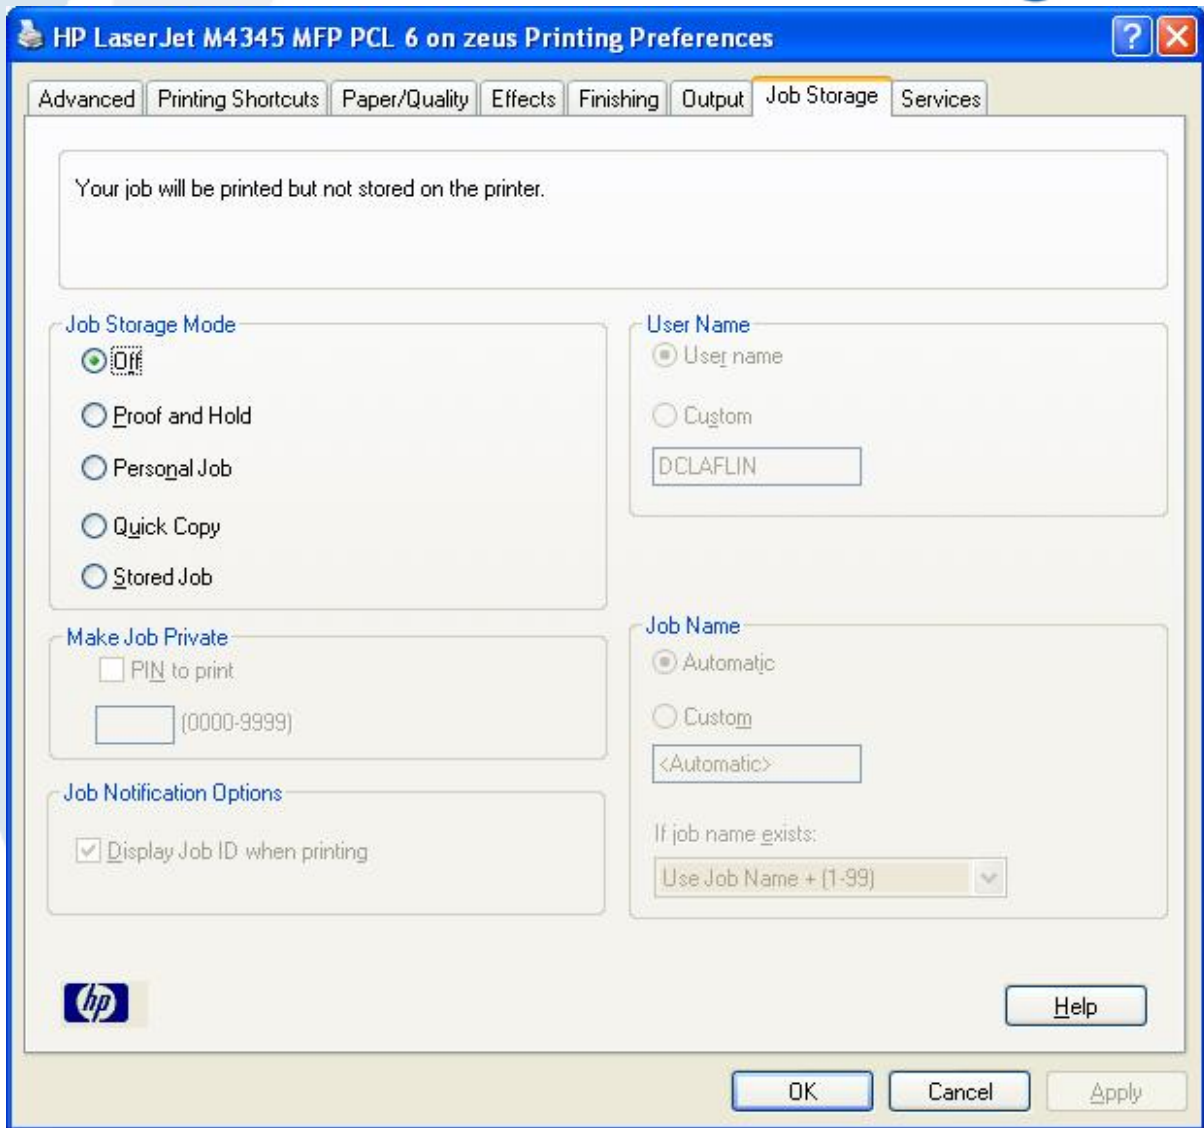 HP LaserJet M4345 MFP PCL 6 on zeus Printing Preferences
Advanced Printing Shortcuts Paper/Quality Effects Finishing Output Job Storage Services
Your job will be printed but not stored on the printer.
Job Storage Mode
Off
Proof and Hold
Personal Job
Quick Copy
Stored Job
User Name
User name
Custom
DCLAFLIN
Make Job Private
PIN to print
(0000-9999)
Job Notification Options
Display Job ID when printing
Job Name
Automatic
Custom
<Automatic>
If job name exists:
Use Job Name + (1-99)
hp
Help
OK Cancel Apply